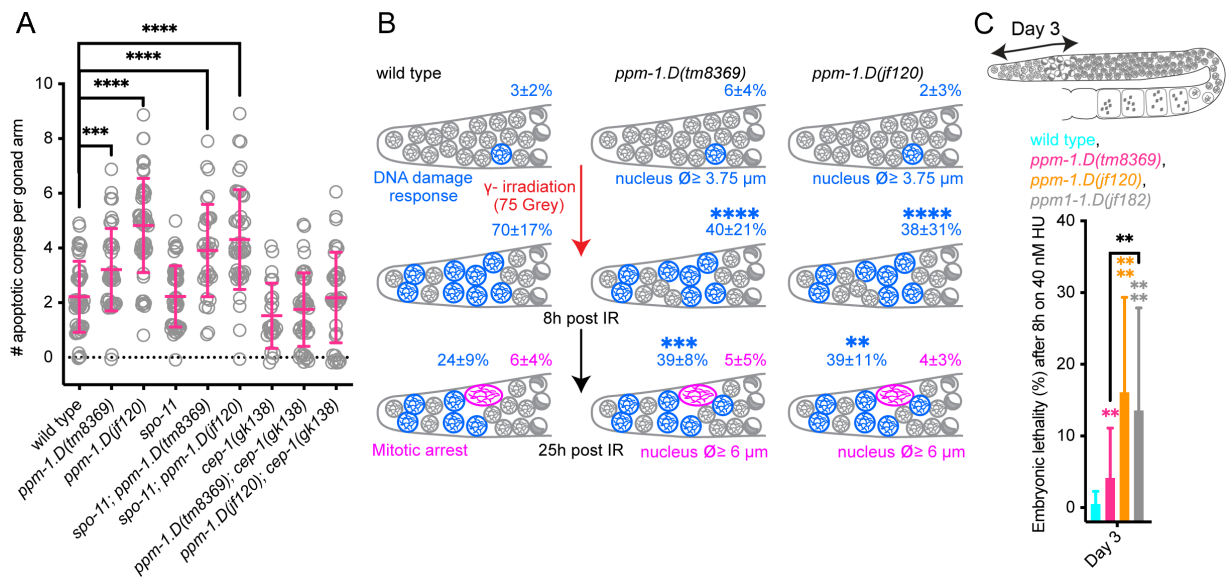 A
****
****
****
***
# apoptotic corpse per gonad arm
10
8
6
4
2
0
wild type
ppm-1.D(tm8369)
ppm-1.D(jf120)
spo-11
spo-11; ppm-1.D(tm8369)
spo-11; ppm-1.D(jf120)
cep-1(gk138)
ppm-1.D(tm8369); cep-1(gk138)
ppm-1.D(jf120); cep-1(gk138)
B
wild type ppm-1.D(tm8369) ppm-1.D(jf120)
3±2% 6±4% 2±3%
DNA damage
response
nucleus Ø≥ 3.75 µm nucleus Ø≥ 3.75 µm
γ- irradiation
(75 Grey)
**** ****
70±17% 40±21% 38±31%
8h post IR
*** **
24±9% 6±4% 39±8% 5±5% 39±11% 4±3%
Mitotic arrest 25h post IR nucleus Ø≥ 6 µm nucleus Ø≥ 6 µm
C
Day 3
wild type,
ppm-1.D(tm8369),
ppm-1.D(jf120),
ppm1-1.D(jf182)
Embryonic lethality (%) after 8h on 40 nM HU
40
30
20
10
0
**
**
**
**
**
**
Day 3